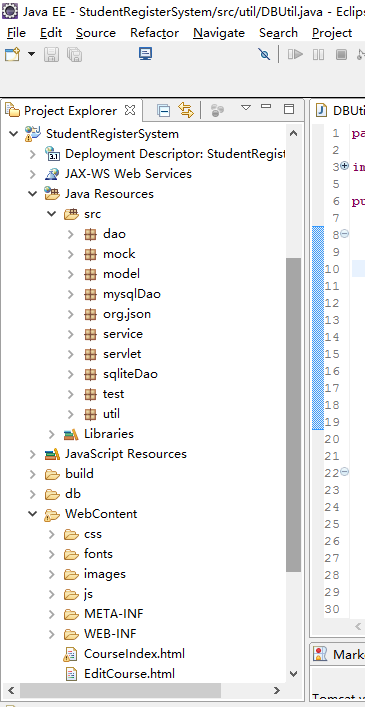 Java EE - StudentRegisterSystem/src/util/DBUtil.java - Eclips
File Edit Source Refactor Navigate Search Project
Project Explorer
DBUti
StudentRegisterSystem
Deployment Descriptor: StudentRegist
JAX-WS Web Services
Java Resources
src
dao
mock
model
mysqlDao
org.json
service
servlet
sqliteDao
test
util
Libraries
JavaScript Resources
build
db
WebContent
css
fonts
images
js
META-INF
WEB-INF
CourseIndex.html
EditCourse.html
1 pa
2
3 im
6 pu
7
8
9
10
11
12
13
14
15
16
17
18
19
20
21
22
23
24
25
26
27
28
29
30
Marke
Tomcat v